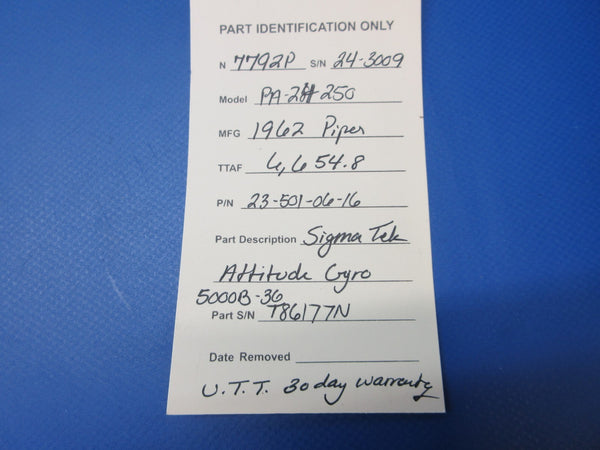 PART IDENTIFICATION ONLY
N 7792P S/N 24-3009
Model PA-24 250
MFG 1962 Piper
TTAF 6,654.8
P/N 23-501-06-16
Part Description Sigma Tek
Attitude Gyro
5000B-36
Part S/N T86177N
Date Removed
U.T.T. 30 day warranty